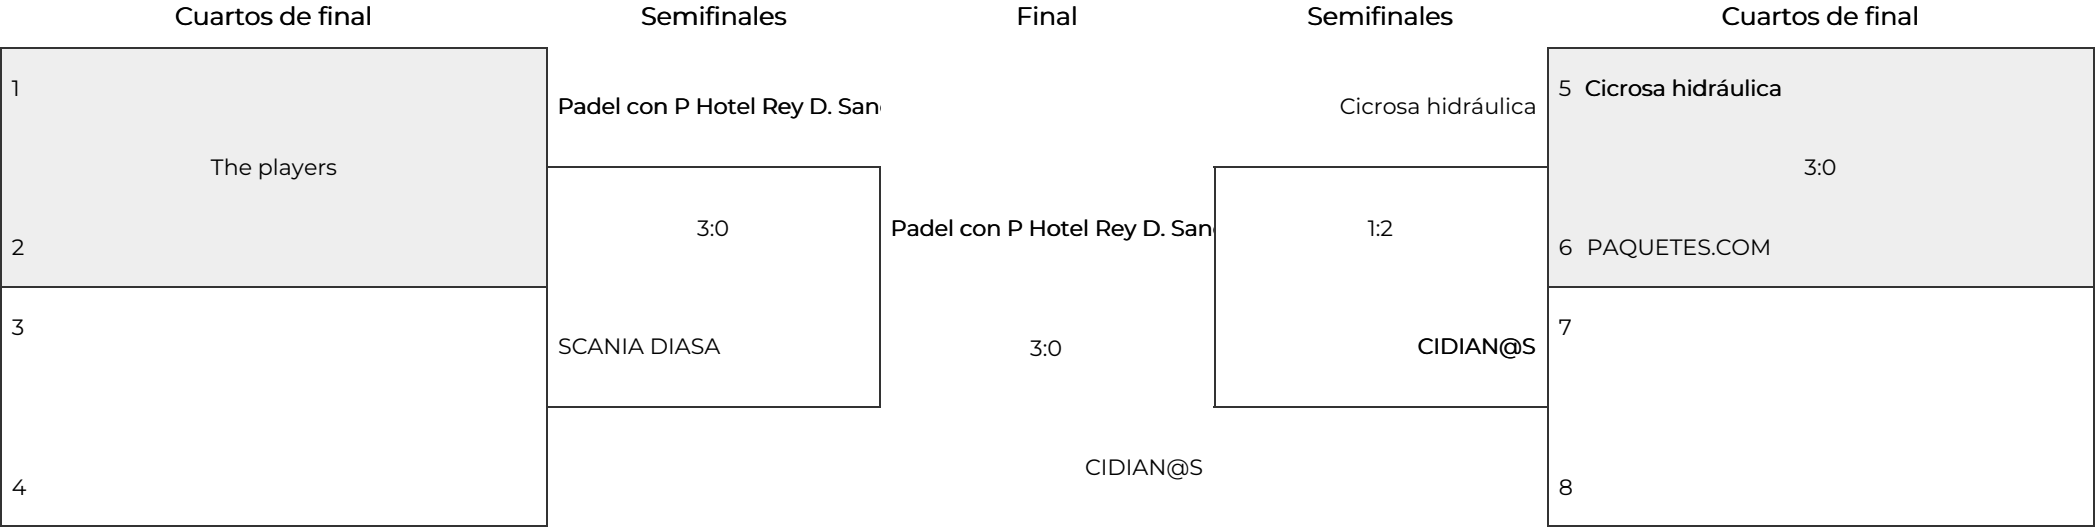 Cuartos de final
Semifinales
Final
Semifinales
Cuartos de final
1
The players
2
3
4
Padel con P Hotel Rey D.
3:0
SCANIA DIASA
Padel con P Hotel Rey D.
3:0
CIDIAN@S
Cicrosa hidráulica
1:2
CIDIAN@S
5 Cicrosa hidráulica
3:0
6 PAQUETES.COM
7
8